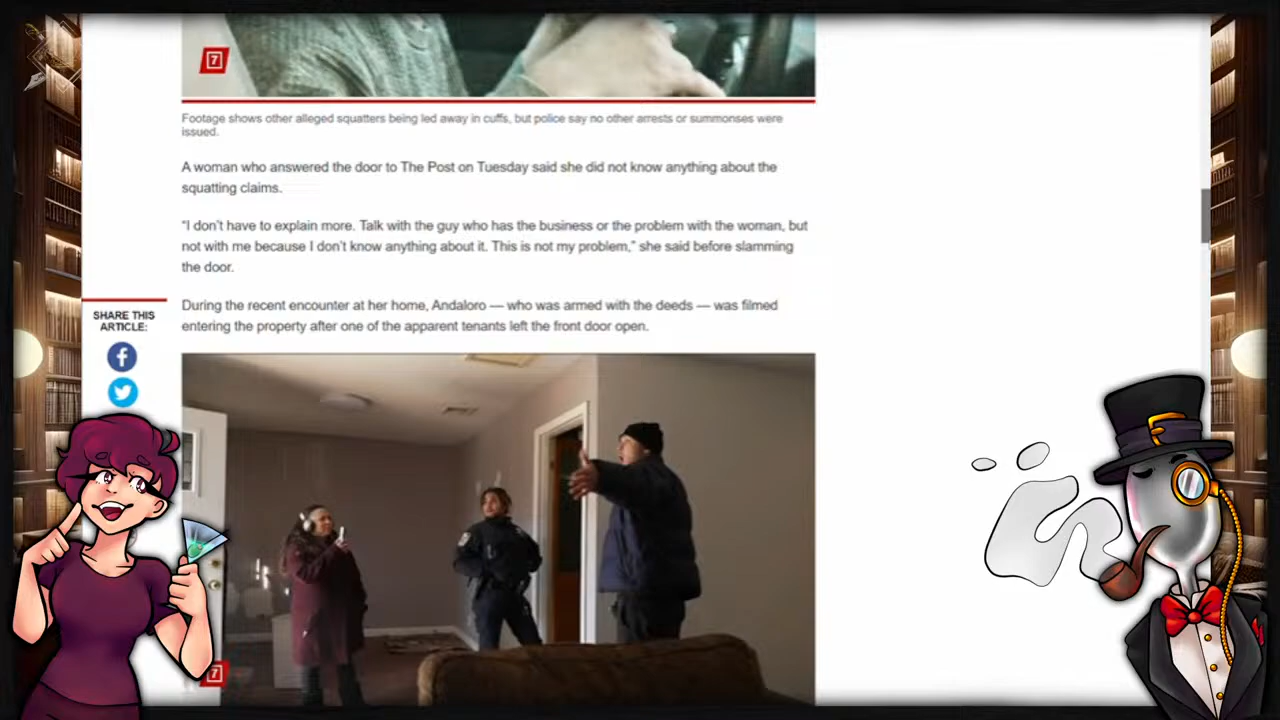 7
Footage shows other alleged squatters being led away in cuffs, but police say no other arrests or summonses were
issued.
A woman who answered the door to The Post on Tuesday said she did not know anything about the
squatting claims.
“I don’t have to explain more. Talk with the guy who has the business or the problem with the woman, but
not with me because I don’t know anything about it. This is not my problem,” she said before slamming
the door.
During the recent encounter at her home, Andaloro — who was armed with the deeds — was filmed
entering the property after one of the apparent tenants left the front door open.
SHARE THIS
ARTICLE:
7